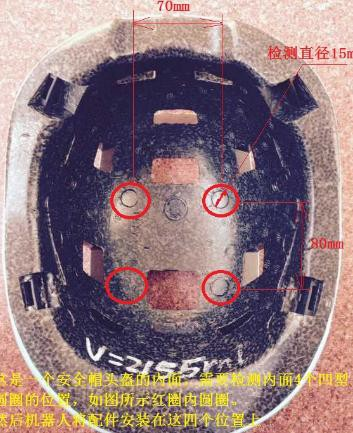 70mm
检测直径15m
80mm
V=2155ml
这是一个安全帽头盔的内面，需要检测内面4个凹型
圆圈的位置，如图所示红圈内圆圈。
然后机器人将配件安装在这四个位置上